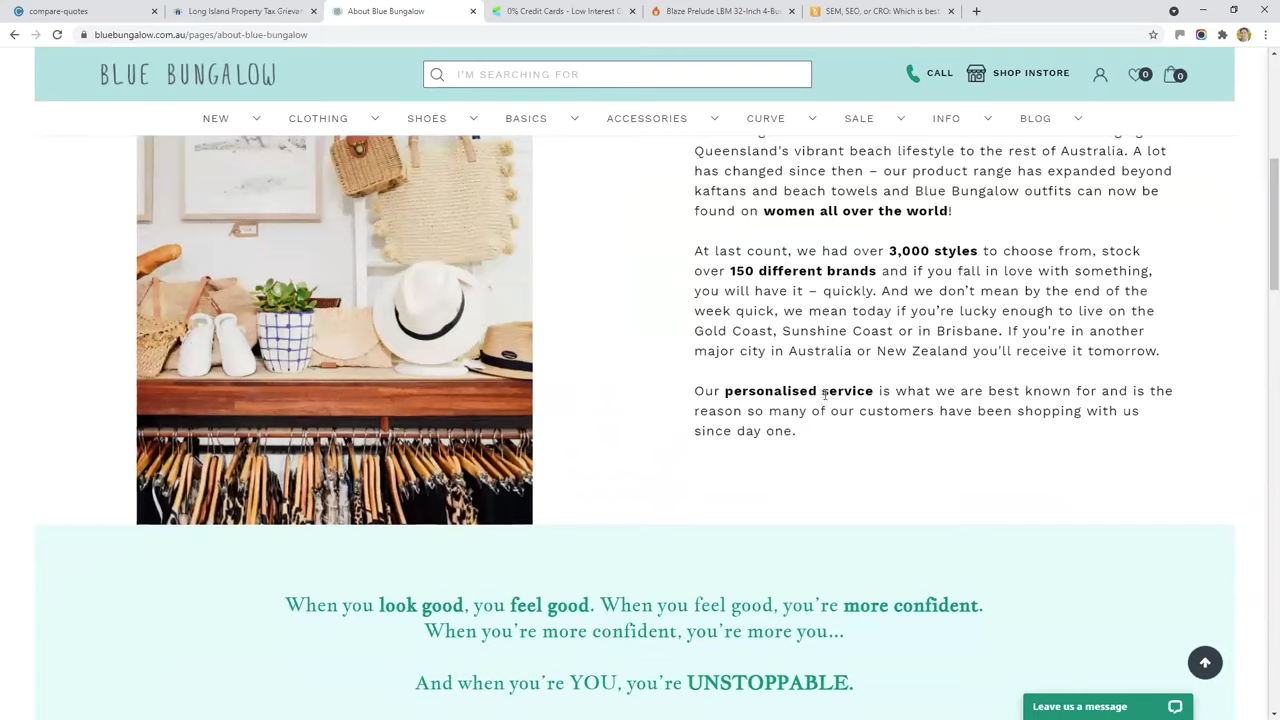 compare-quotes
Long Island Property Tax Grievan
About Blue Bungalow
0% Credit Cards - Low Interest C
Blaze Prelude LBM 32-Inch 4-Bur
SEM, SEO, or CRO: Which is best
bluebungalow.com.au/pages/about-blue-bungalow
BLUE BUNGALOW
I'M SEARCHING FOR
CALL
SHOP INSTORE
0
0
NEW
CLOTHING
SHOES
BASICS
ACCESSORIES
CURVE
SALE
INFO
BLOG
Queensland's vibrant beach lifestyle to the rest of Australia. A lot
has changed since then – our product range has expanded beyond
kaftans and beach towels and Blue Bungalow outfits can now be
found on women all over the world!
At last count, we had over 3,000 styles to choose from, stock
over 150 different brands and if you fall in love with something,
you will have it – quickly. And we don’t mean by the end of the
week quick, we mean today if you’re lucky enough to live on the
Gold Coast, Sunshine Coast or in Brisbane. If you're in another
major city in Australia or New Zealand you'll receive it tomorrow.
Our personalised service is what we are best known for and is the
reason so many of our customers have been shopping with us
since day one.
When you look good, you feel good. When you feel good, you’re more confident.
When you’re more confident, you’re more you...
And when you’re YOU, you’re UNSTOPPABLE.
Leave us a message